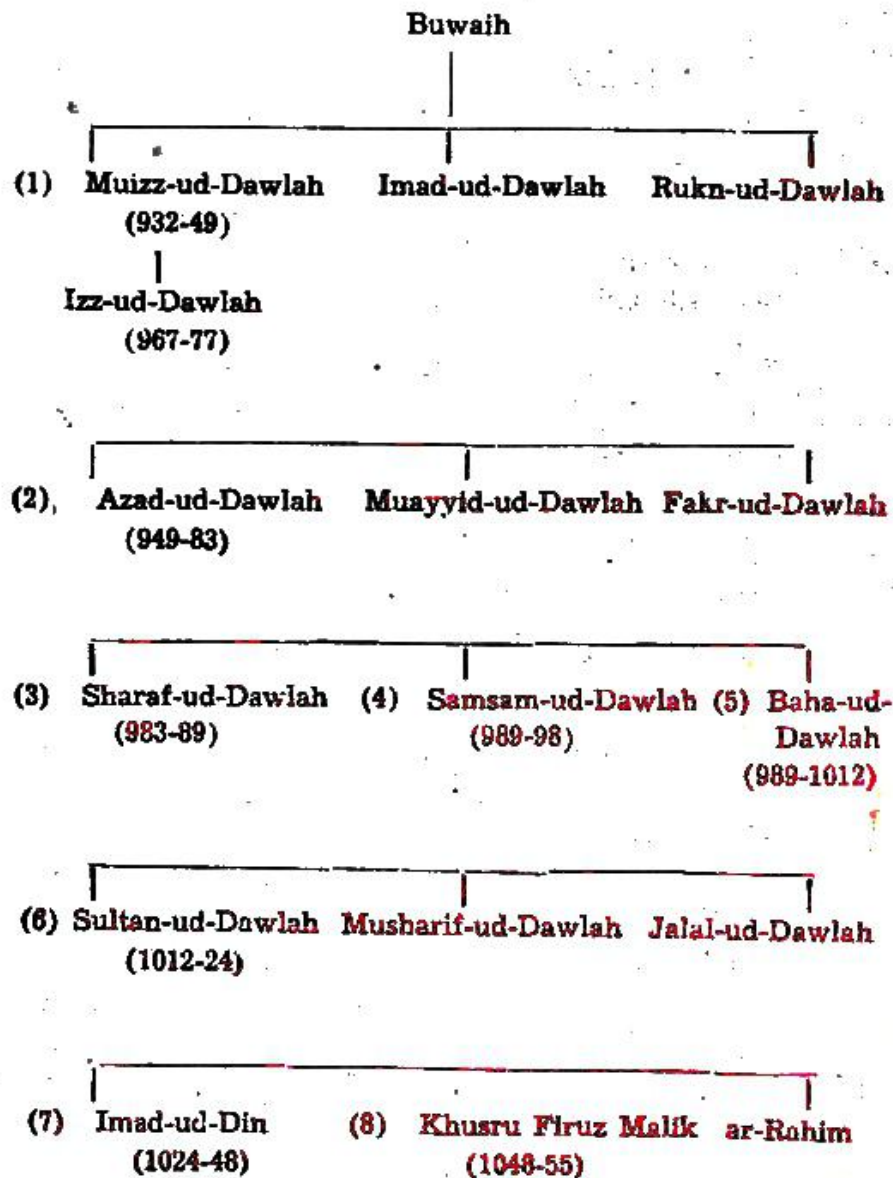 Buwaih
(1) Muizz-ud-Dawlah Imad-ud-Dawlah Rukn-ud-Dawlah
(932-49)
Izz-ud-Dawlah
(967-77)
(2), Azad-ud-Dawlah Muayyid-ud-Dawlah Fakr-ud-Dawlah
(949-83)
(3) Sharaf-ud-Dawlah (4) Samsam-ud-Dawlah (5) Baha-ud-
(983-89) (989-98) Dawlah
(989-1012)
(6) Sultan-ud-Dawlah Musharif-ud-Dawlah Jalal-ud-Dawlah
(1012-24)
(7) Imad-ud-Din (8) Khusru Firuz Malik ar-Rahim
(1024-48) (1048-55)